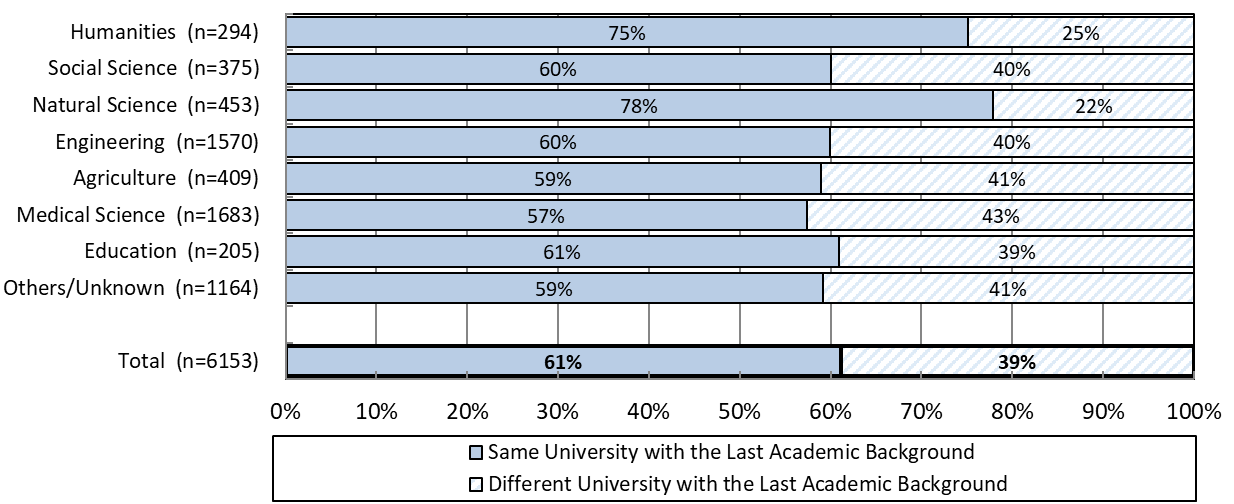 Humanities (n=294) 75% 25%
Social Science (n=375) 60% 40%
Natural Science (n=453) 78% 22%
Engineering (n=1570) 60% 40%
Agriculture (n=409) 59% 41%
Medical Science (n=1683) 57% 43%
Education (n=205) 61% 39%
Others/Unknown (n=1164) 59% 41%
Total (n=6153) 61% 39%
0% 10% 20% 30% 40% 50% 60% 70% 80% 90% 100%
Same University with the Last Academic Background
Different University with the Last Academic Background